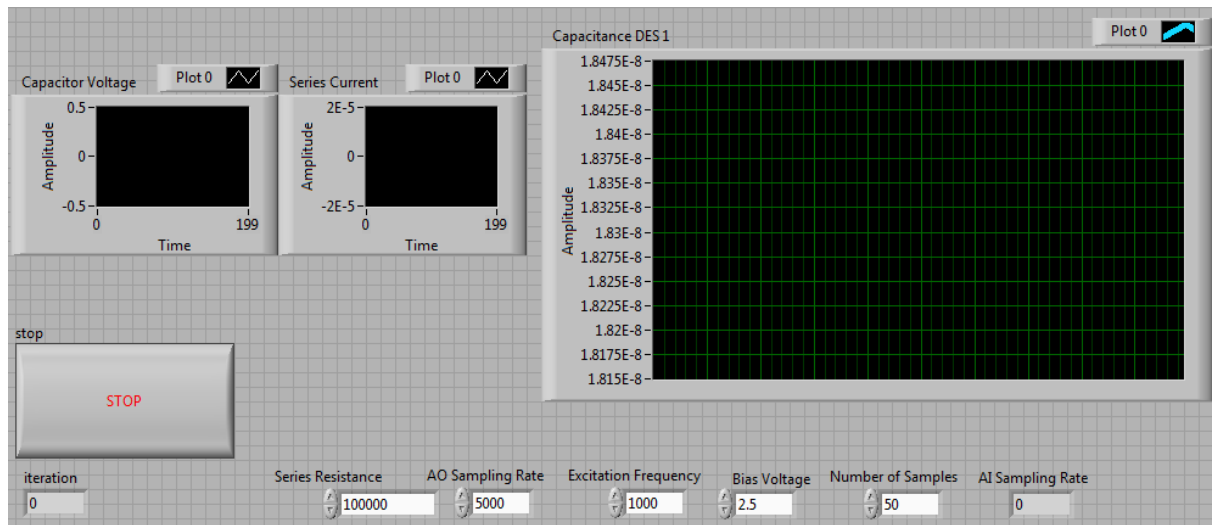 Capacitor Voltage
Plot 0
Amplitude
0.5
0
-0.5
0
199
Time
Series Current
Plot 0
Amplitude
2E-5
0
-2E-5
0
199
Time
Capacitance DES 1
Plot 0
Amplitude
1.8475E-8
1.845E-8
1.8425E-8
1.84E-8
1.8375E-8
1.835E-8
1.8325E-8
1.83E-8
1.8275E-8
1.825E-8
1.8225E-8
1.82E-8
1.8175E-8
1.815E-8
stop
STOP
iteration
0
Series Resistance
100000
AO Sampling Rate
5000
Excitation Frequency
1000
Bias Voltage
2.5
Number of Samples
50
AI Sampling Rate
0